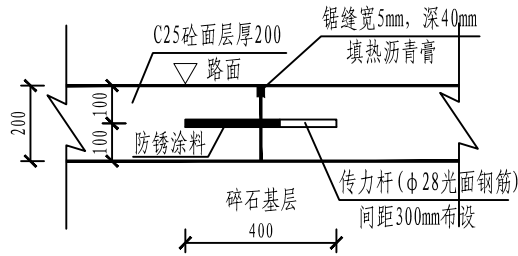 锯缝宽5mm，深40mm
填热沥青膏
C25砼面层厚200
路面
200
100
100
防锈涂料
传力杆(φ28光面钢筋)
间距300mm布设
碎石基层
400